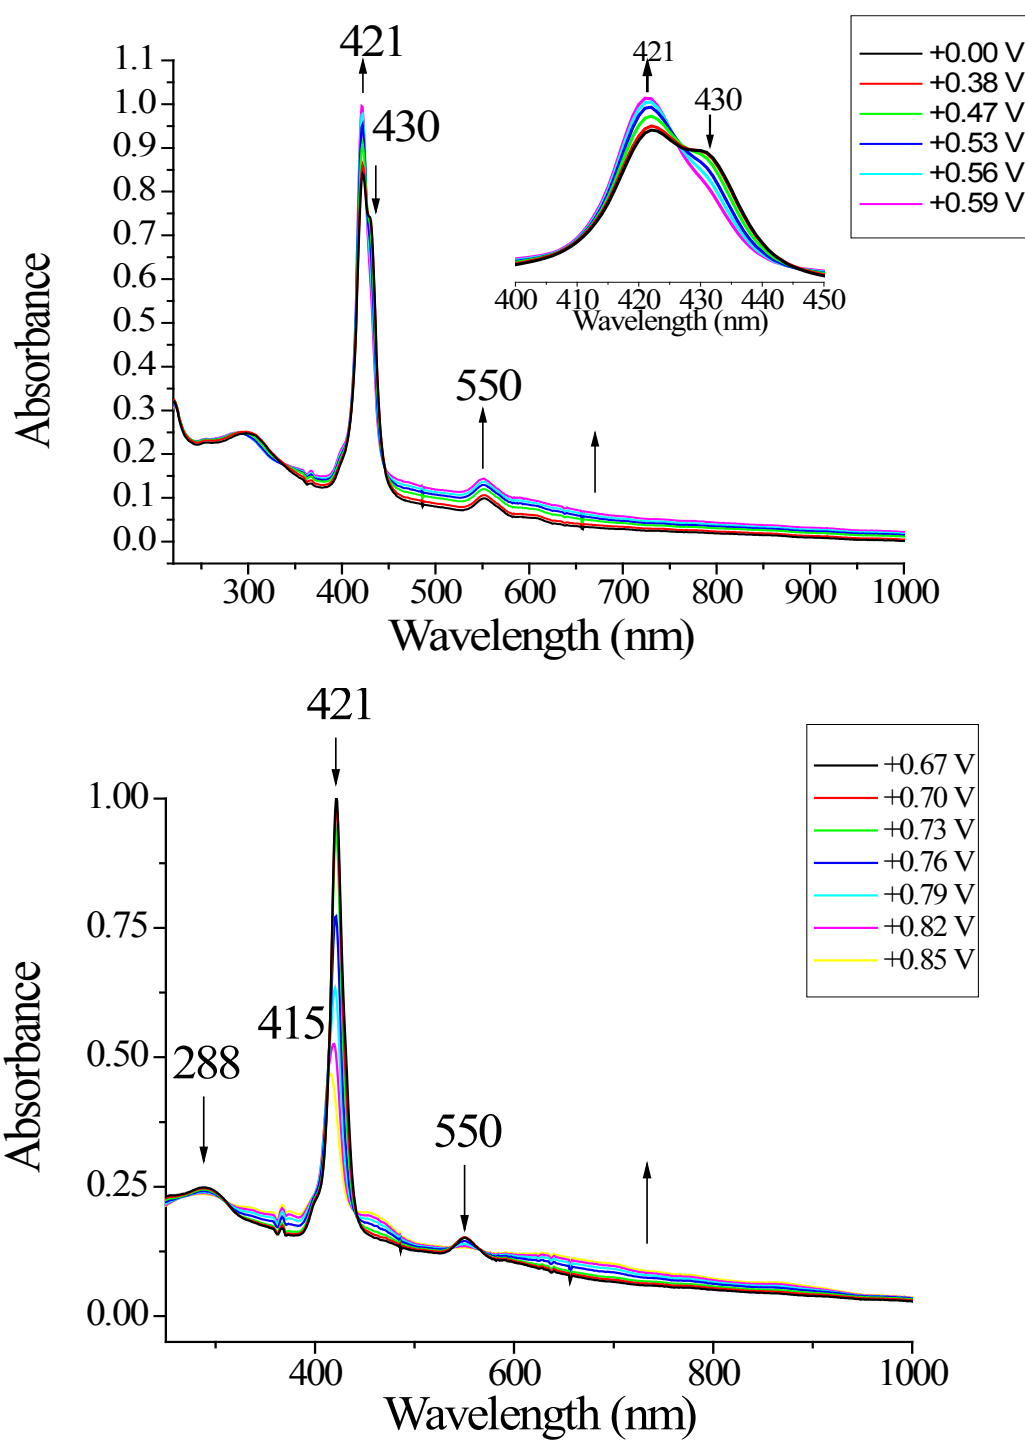 421
430
1.1
1.0
0.9
0.8
0.7
0.6
0.5
0.4
0.3
0.2
0.1
0.0
Absorbance
550
300 400 500 600 700 800 900 1000
Wavelength (nm)
421
430
400 410 420 430 440 450
Wavelength (nm)
+0.00 V
+0.38 V
+0.47 V
+0.53 V
+0.56 V
+0.59 V
421
1.00
0.75
0.50
0.25
0.00
Absorbance
415
288
550
400 600 800 1000
Wavelength (nm)
+0.67 V
+0.70 V
+0.73 V
+0.76 V
+0.79 V
+0.82 V
+0.85 V